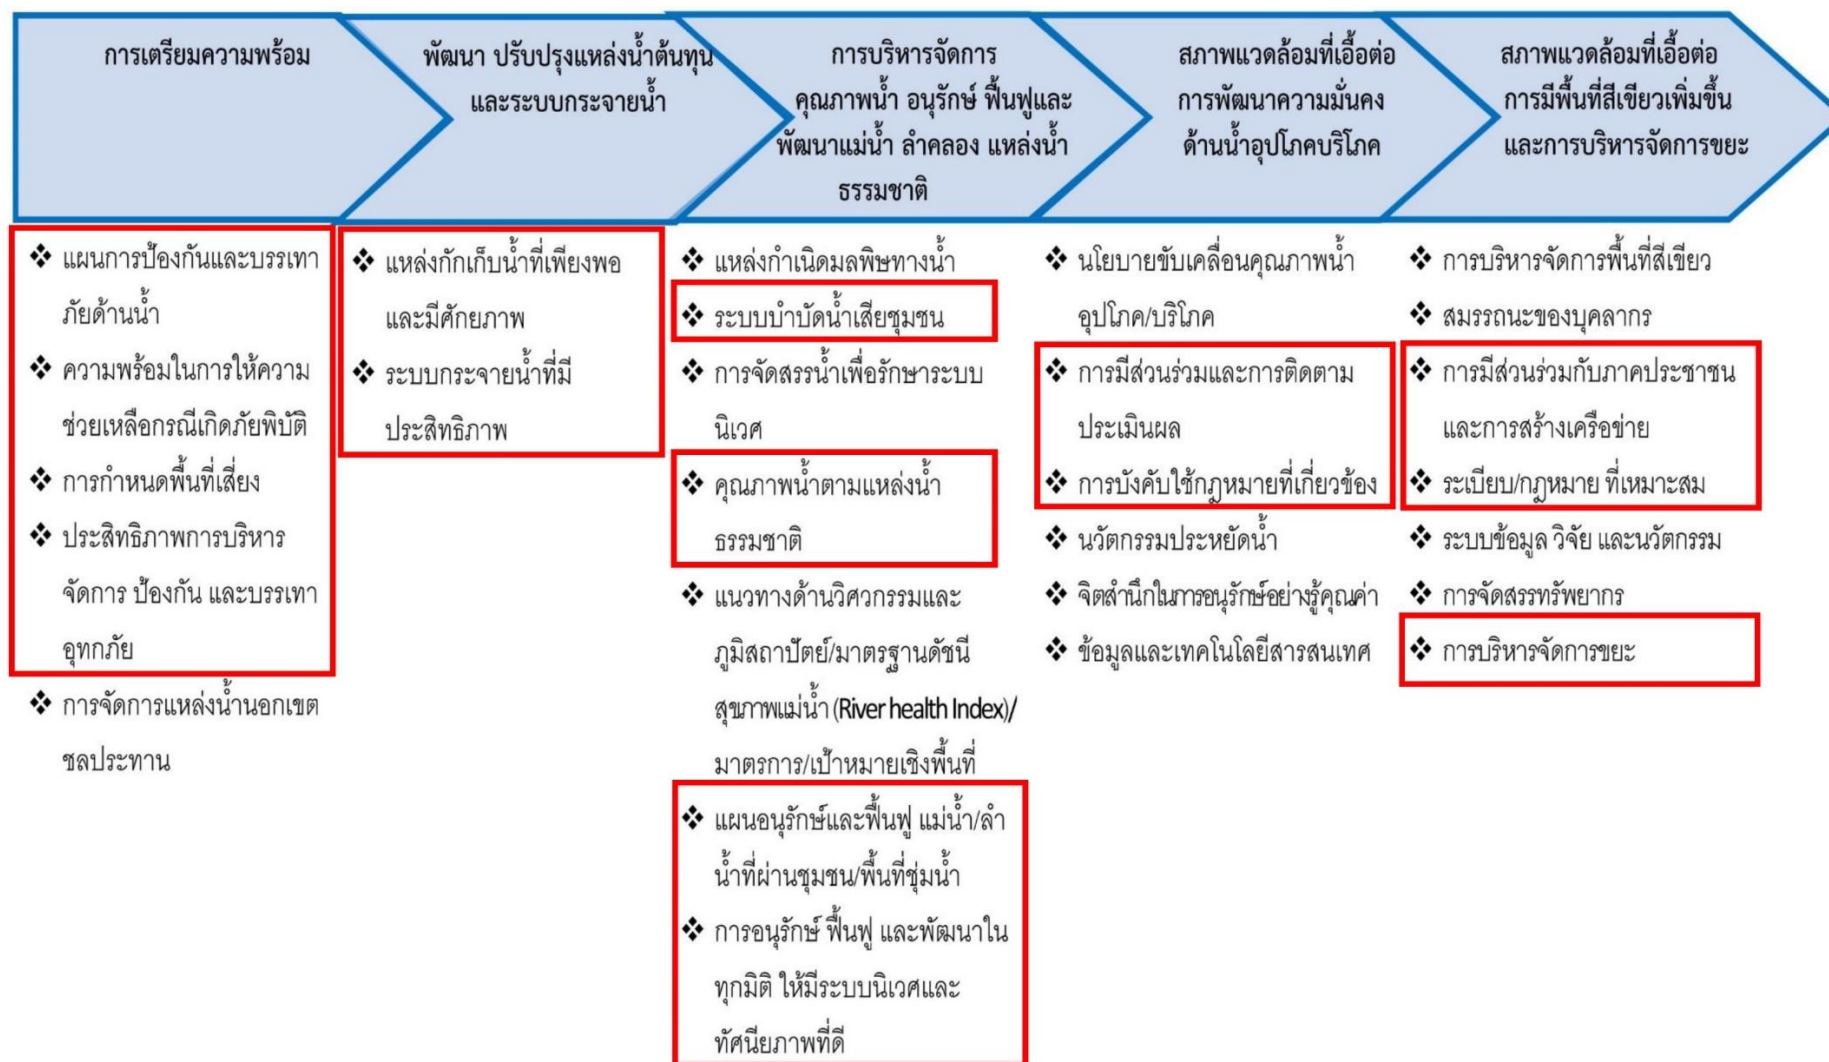 การเตรียมความพร้อม
พัฒนา ปรับปรุงแหล่งน้ำต้นทุน
และระบบกระจายน้ำ
การบริหารจัดการ
คุณภาพน้ำ อนุรักษ์ ฟื้นฟูและ
พัฒนาแม่น้ำ ลำคลอง แหล่งน้ำ
ธรรมชาติ
สภาพแวดล้อมที่เอื้อต่อ
การพัฒนาความมั่นคง
ด้านน้ำอุปโภคบริโภค
สภาพแวดล้อมที่เอื้อต่อ
การมีพื้นที่สีเขียวเพิ่มขึ้น
และการบริหารจัดการขยะ
❖ แผนการป้องกันและบรรเทา
ภัยด้านน้ำ
❖ ความพร้อมในการให้ความ
ช่วยเหลือกรณีเกิดภัยพิบัติ
❖ การกำหนดพื้นที่เสี่ยง
❖ ประสิทธิภาพการบริหาร
จัดการ ป้องกัน และบรรเทา
อุทกภัย
❖ การจัดการแหล่งน้ำนอกเขต
ชลประทาน
❖ แหล่งกักเก็บน้ำที่เพียงพอ
และมีศักยภาพ
❖ ระบบกระจายน้ำที่มี
ประสิทธิภาพ
❖ แหล่งกำเนิดมลพิษทางน้ำ
❖ ระบบบำบัดน้ำเสียชุมชน
❖ การจัดสรรน้ำเพื่อรักษาระบบ
นิเวศ
❖ คุณภาพน้ำตามแหล่งน้ำ
ธรรมชาติ
❖ แนวทางด้านวิศวกรรมและ
ภูมิสถาปัตย์/มาตรฐานดัชนี
สุขภาพแม่น้ำ (River health Index)/
มาตรการ/เป้าหมายเชิงพื้นที่
❖ แผนอนุรักษ์และฟื้นฟู แม่น้ำ/ลำ
น้ำที่ผ่านชุมชน/พื้นที่ชุ่มน้ำ
❖ การอนุรักษ์ ฟื้นฟู และพัฒนาใน
ทุกมิติ ให้มีระบบนิเวศและ
ทัศนียภาพที่ดี
❖ นโยบายขับเคลื่อนคุณภาพน้ำ
อุปโภค/บริโภค
❖ การมีส่วนร่วมและการติดตาม
ประเมินผล
❖ การบังคับใช้กฎหมายที่เกี่ยวข้อง
❖ นวัตกรรมประหยัดน้ำ
❖ จิตสำนึกในการอนุรักษ์อย่างรู้คุณค่า
❖ ข้อมูลและเทคโนโลยีสารสนเทศ
❖ การบริหารจัดการพื้นที่สีเขียว
❖ สมรรถนะของบุคลากร
❖ การมีส่วนร่วมกับภาคประชาชน
และการสร้างเครือข่าย
❖ ระเบียบ/กฎหมาย ที่เหมาะสม
❖ ระบบข้อมูล วิจัย และนวัตกรรม
❖ การจัดสรรทรัพยากร
❖ การบริหารจัดการขยะ